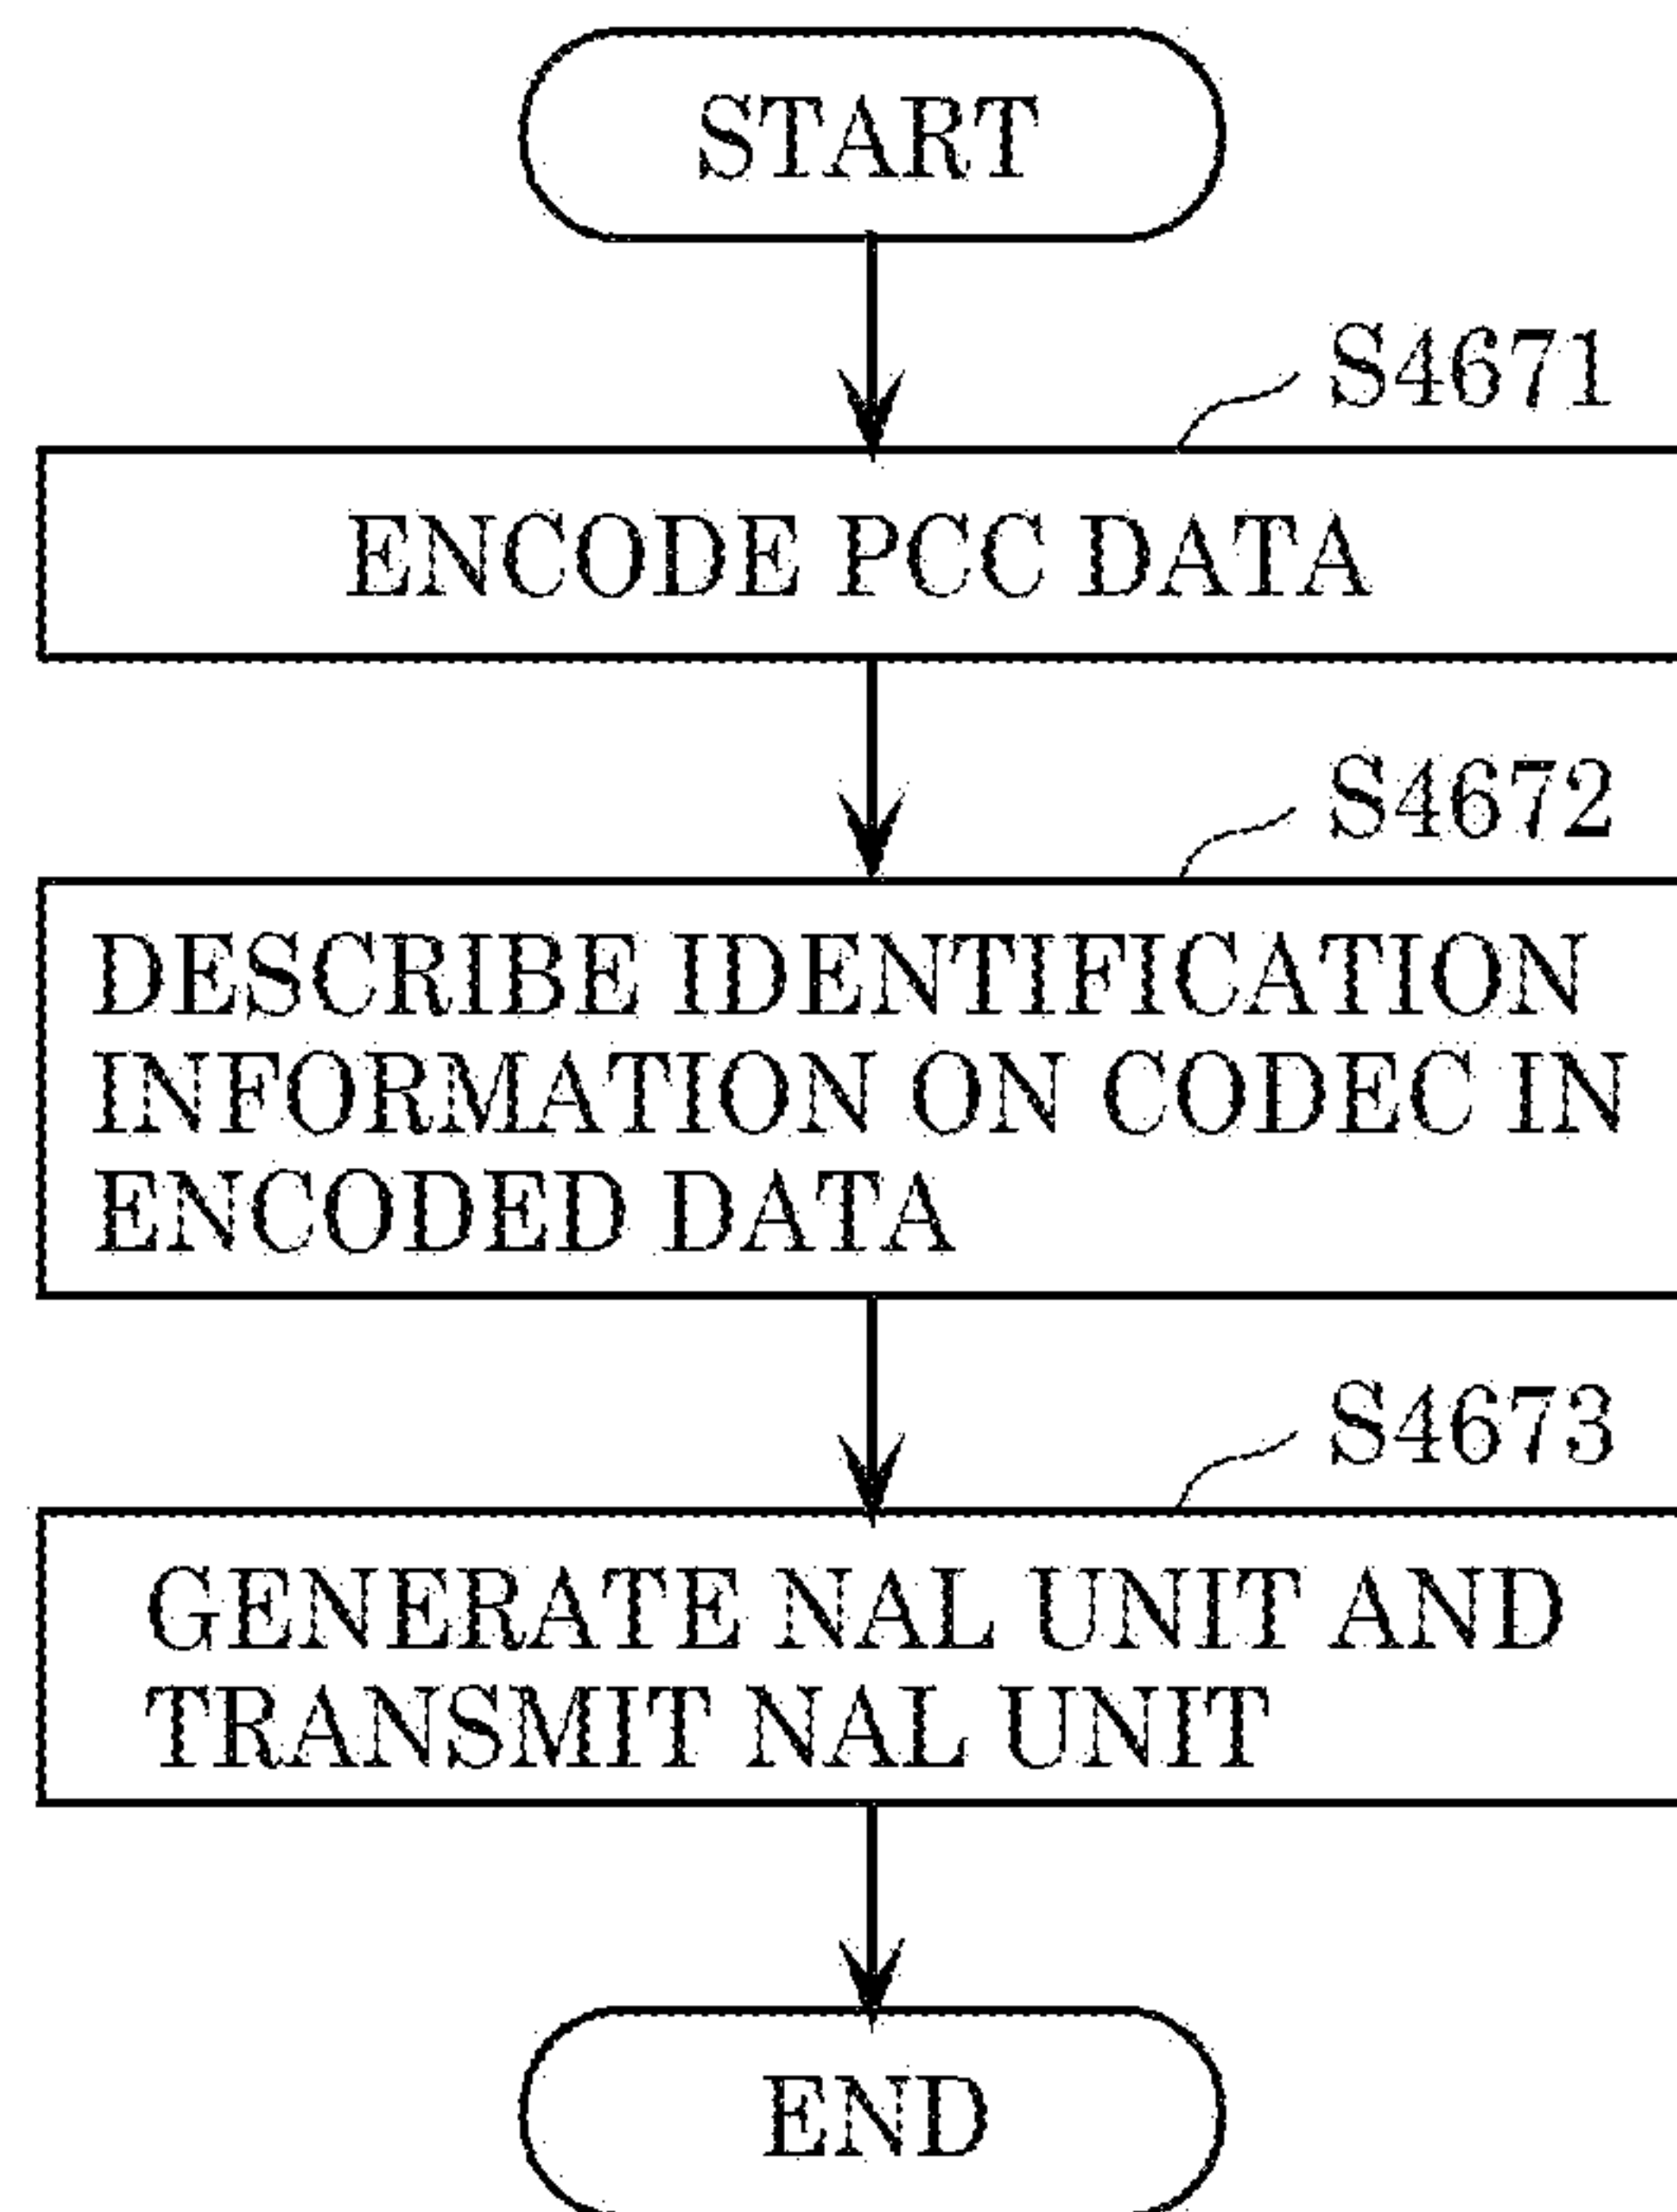 START
S4671
ENCODE PCC DATA
S4672
DESCRIBE IDENTIFICATION
INFORMATION ON CODEC IN
ENCODED DATA
S4673
GENERATE NAL UNIT AND
TRANSMIT NAL UNIT
END